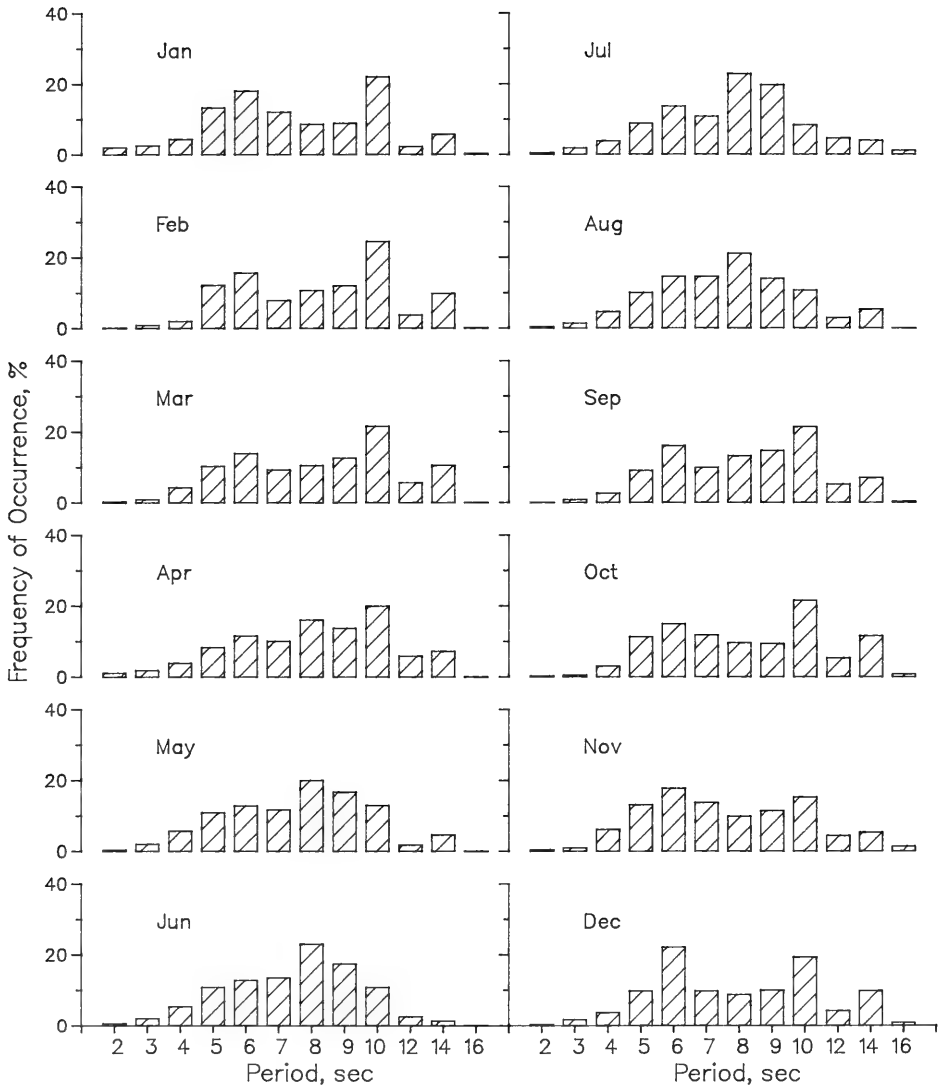 Frequency of Occurrence, %
40
20
0
Jan
40
20
0
Feb
40
20
0
Mar
40
20
0
Apr
40
20
0
May
40
20
0
Jun
2 3 4 5 6 7 8 9 10 12 14 16
Period, sec
Jul
Aug
Sep
Oct
Nov
Dec
2 3 4 5 6 7 8 9 10 12 14 16
Period, sec